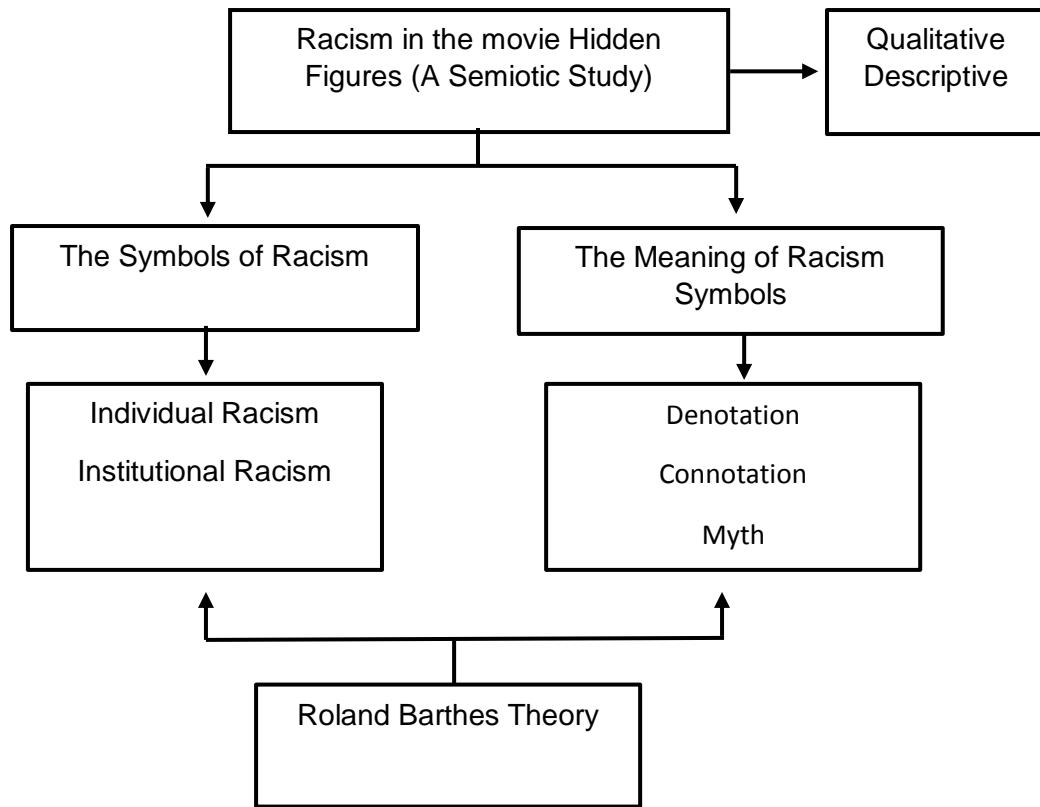 Racism in the movie Hidden
Figures (A Semiotic Study)
Qualitative
Descriptive
The Symbols of Racism
The Meaning of Racism
Symbols
Individual Racism
Institutional Racism
Denotation
Connotation
Myth
Roland Barthes Theory